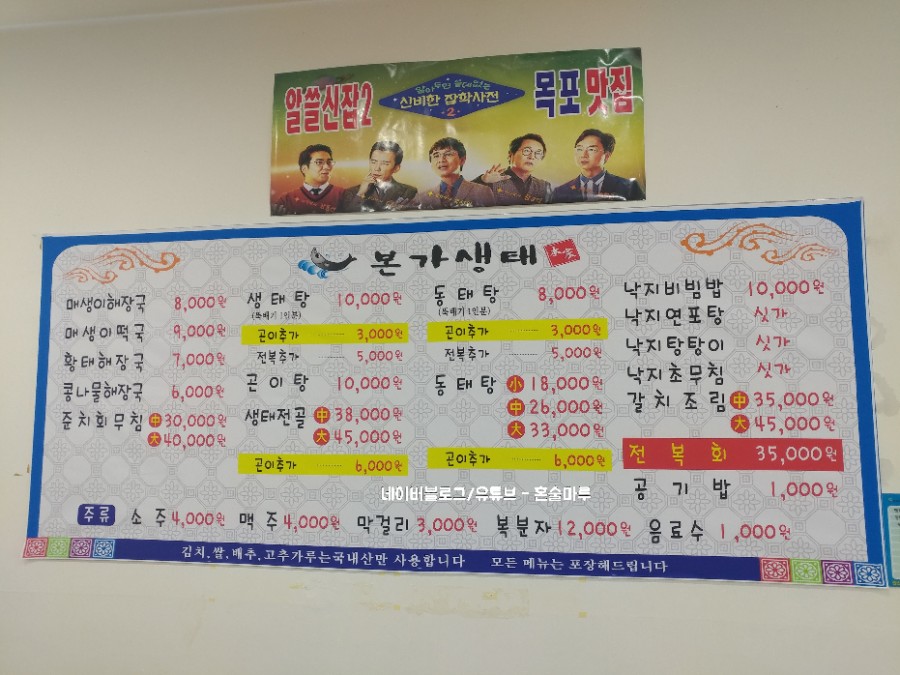 알쓸신잡2
알아두면 쓸데없는
신비한 잡학사전
2
목포 맛집
본가생태
매생이해장국 8,000원
매생이떡국 9,000원
황태해장국 7,000원
콩나물해장국 6,000원
준치회무침 中 30,000원
大 40,000원
생태탕 10,000원
(뚝배기 1인분)
곤이추가 3,000원
전복추가 5,000원
곤이탕 10,000원
생태전골 中 38,000원
大 45,000원
곤이추가 6,000원
동태탕 8,000원
(뚝배기 1인분)
곤이추가 3,000원
전복추가 5,000원
동태탕 小 18,000원
中 26,000원
大 33,000원
곤이추가 6,000원
낙지비빔밥 10,000원
낙지연포탕 싯가
낙지탕탕이 싯가
낙지초무침 싯가
갈치조림 中 35,000원
大 45,000원
전복회 35,000원
공기밥 1,000원
네이버블로그/유튜브 - 혼술마루
주류 소주 4,000원 맥주 4,000원 막걸리 3,000원 복분자 12,000원 음료수 1,000원
김치,쌀,배추,고추가루는국내산만 사용합니다 모든 메뉴는 포장해드립니다